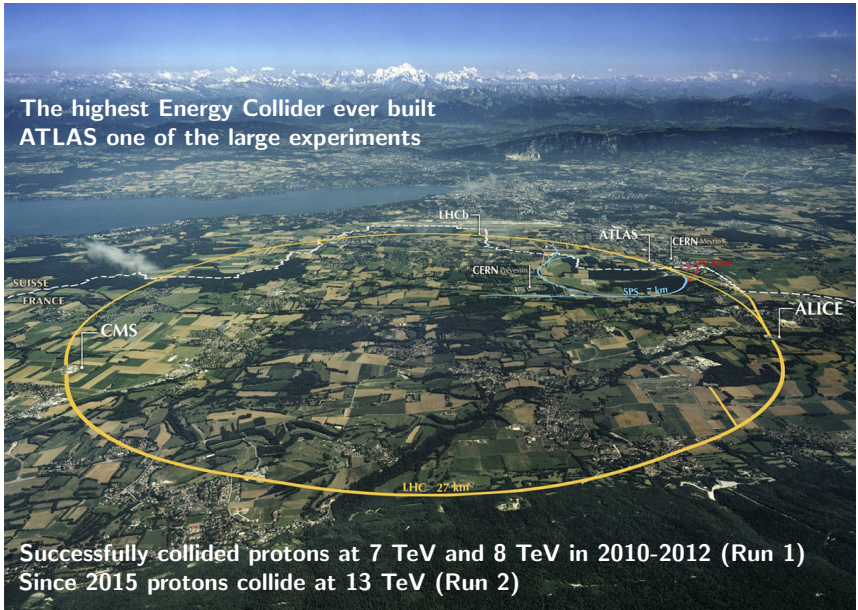 The highest Energy Collider ever built
ATLAS one of the large experiments
LHCb
ATLAS
CERN Meyrin
CERN Prévessin
SPS 7 km
SUISSE
FRANCE
CMS
ALICE
LHC 27 km
Successfully collided protons at 7 TeV and 8 TeV in 2010-2012 (Run 1)
Since 2015 protons collide at 13 TeV (Run 2)